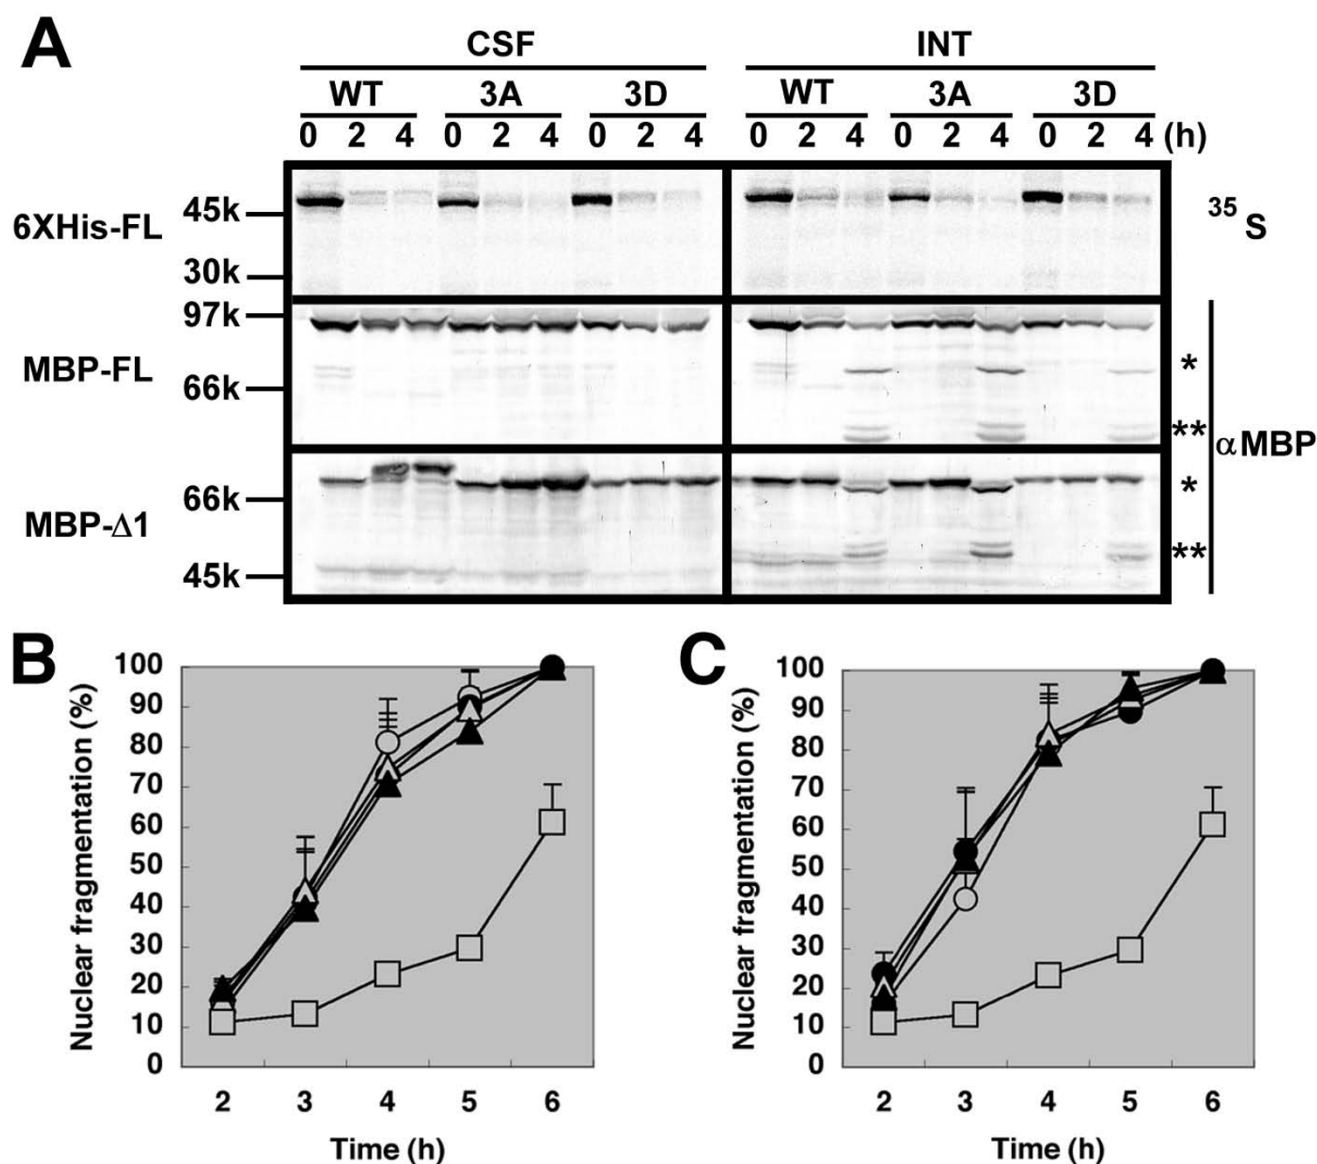 A
CSF INT
WT 3A 3D WT 3A 3D
0 2 4 0 2 4 0 2 4 0 2 4 0 2 4 0 2 4 (h)
6XHis-FL 45k 30k 35 S
MBP-FL 97k 66k * **
αMBP
MBP-Δ1 66k 45k * **
B
Nuclear fragmentation (%)
100
90
80
70
60
50
40
30
20
10
0
2 3 4 5 6
Time (h)
C
Nuclear fragmentation (%)
100
90
80
70
60
50
40
30
20
10
0
2 3 4 5 6
Time (h)